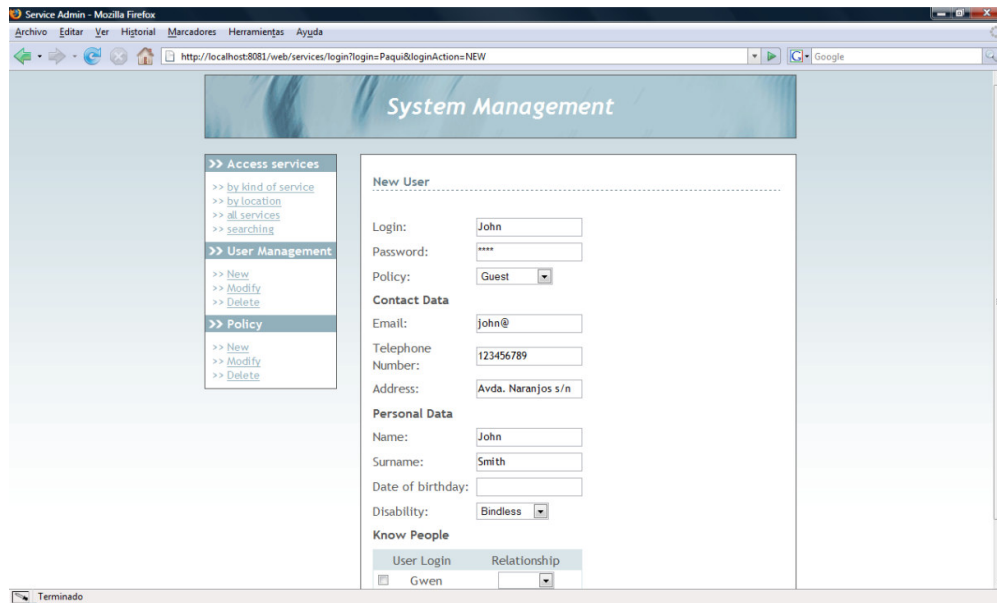 Service Admin - Mozilla Firefox
Archivo Editar Ver Historial Marcadores Herramientas Ayuda
http://localhost:8081/web/services/login?login=Paqui&loginAction=NEW
G Google
System Management
>> Access services
>> by kind of service
>> by location
>> all services
>> searching
>> User Management
>> New
>> Modify
>> Delete
>> Policy
>> New
>> Modify
>> Delete
New User
Login: John
Password: ****
Policy: Guest
Contact Data
Email: john@
Telephone
Number: 123456789
Address: Avda. Naranjos s/n
Personal Data
Name: John
Surname: Smith
Date of birthday:
Disability: Bindless
Know People
User Login Relationship
Gwen
Terminado